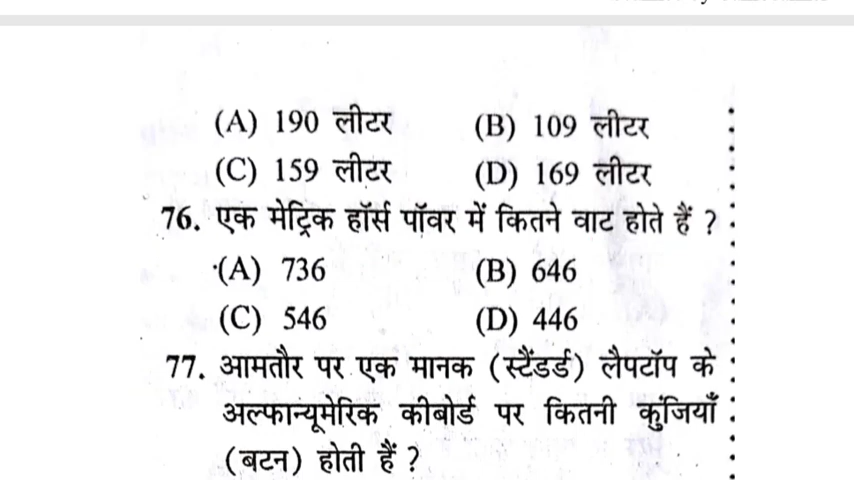 (A) 190 लीटर (B) 109 लीटर
(C) 159 लीटर (D) 169 लीटर
76. एक मेट्रिक हॉर्स पॉवर में कितने वाट होते हैं ?
(A) 736 (B) 646
(C) 546 (D) 446
77. आमतौर पर एक मानक (स्टैंडर्ड) लैपटॉप के
अल्फान्यूमेरिक कीबोर्ड पर कितनी कुंजियाँ
(बटन) होती हैं ?